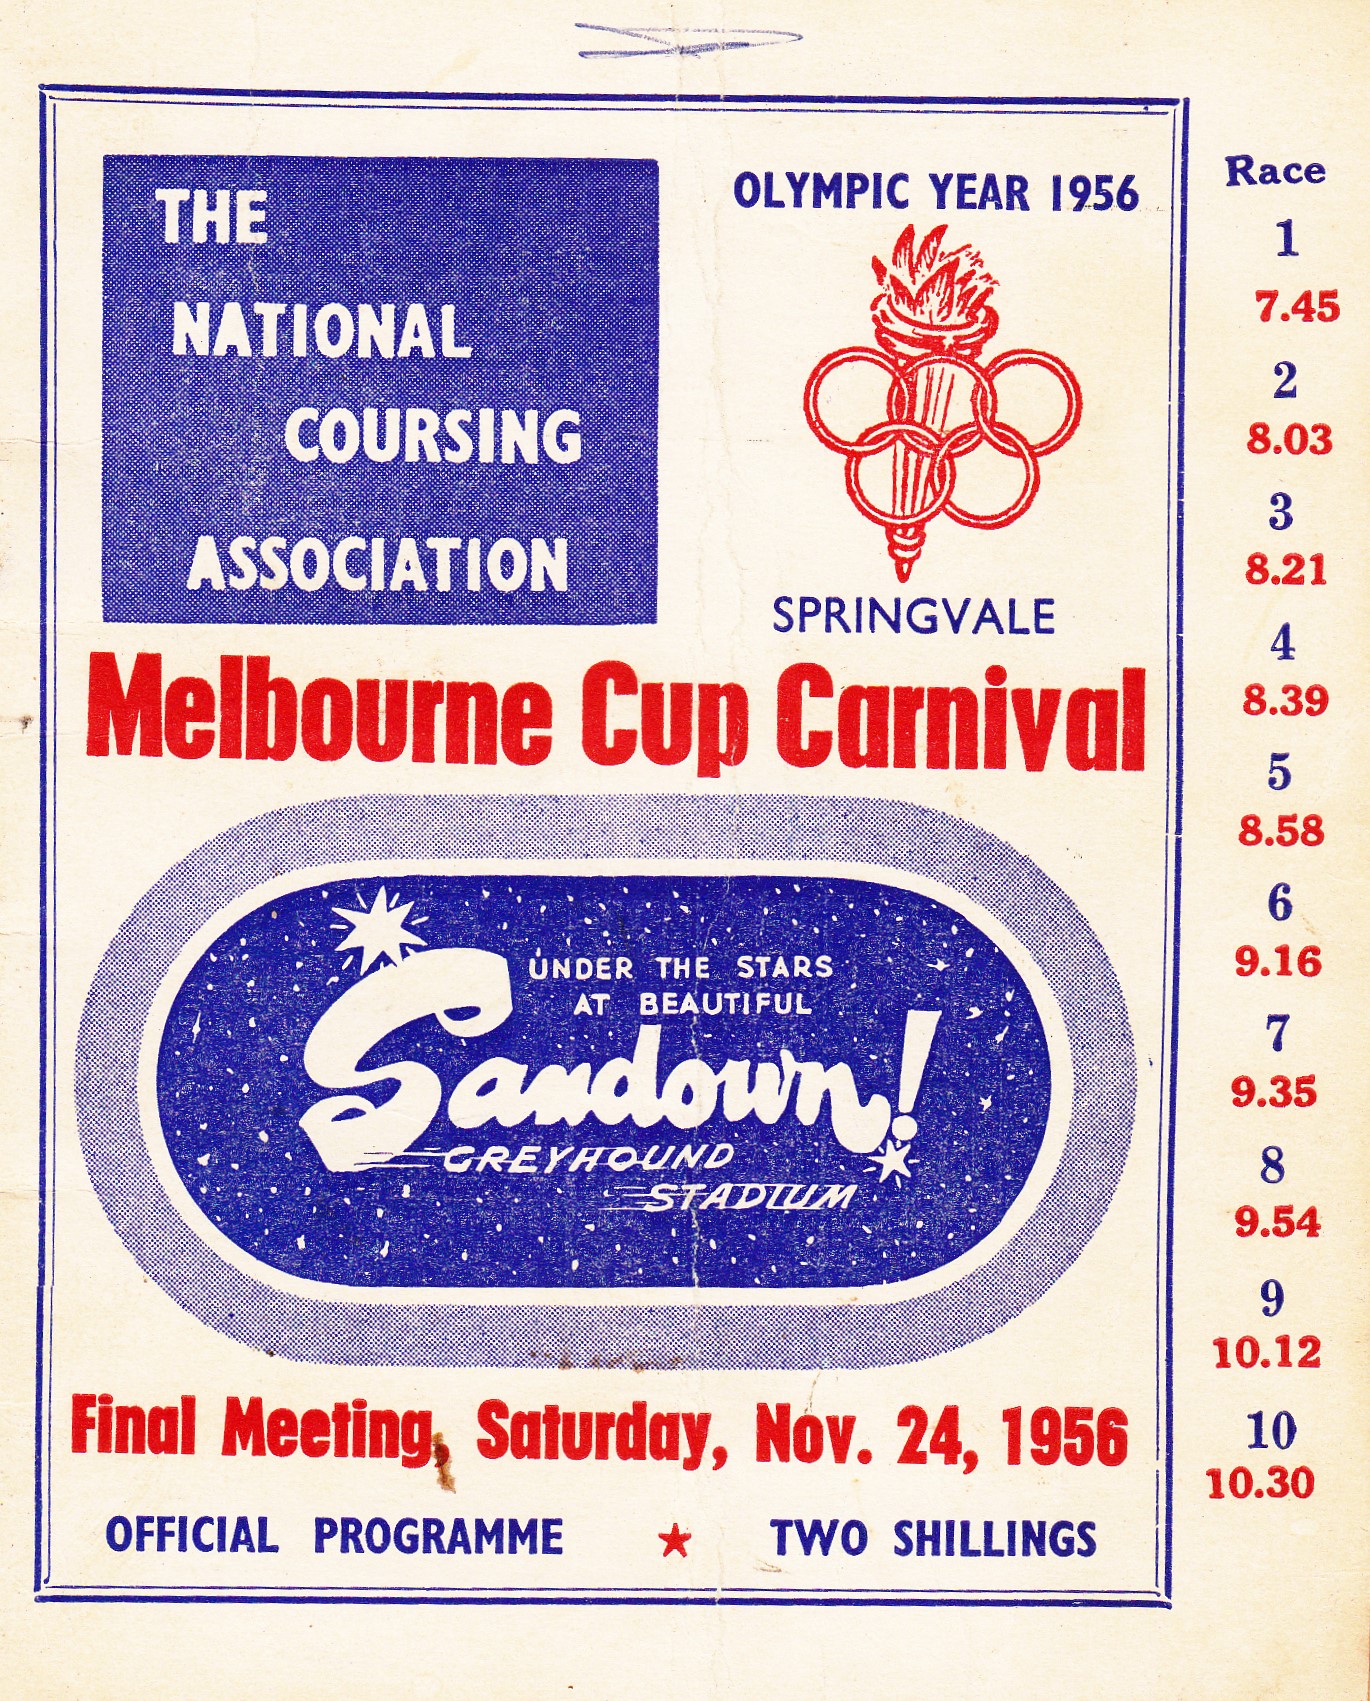 THE
NATIONAL
COURSING
ASSOCIATION
OLYMPIC YEAR 1956
SPRINGVALE
Melbourne Cup Carnival
UNDER THE STARS
AT BEAUTIFUL
Sandown!
GREYHOUND
STADIUM
Final Meeting, Saturday, Nov. 24, 1956
OFFICIAL PROGRAMME ★ TWO SHILLINGS
Race
1
7.45
2
8.03
3
8.21
4
8.39
5
8.58
6
9.16
7
9.35
8
9.54
9
10.12
10
10.30